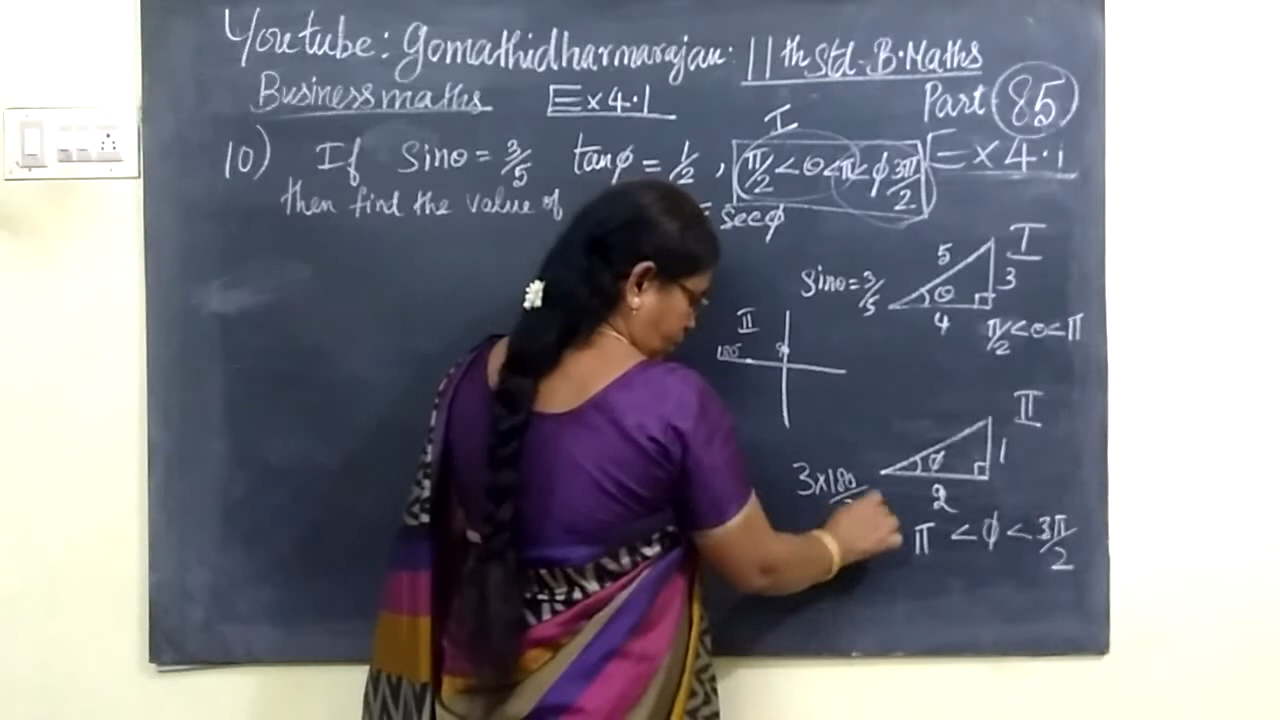 Youtube: Gomathidharmarajan. 11th Std. B. Maths
Business maths Ex 4.1 Part 85
I
10) If Sinθ = 3/5 tanφ = 1/2 , π/2 < θ < π < φ 3π/2 Ex 4.1
then find the value of secφ
I
Sinθ = 3/5 5 θ 3
4
π/2 < θ < π
II
180
II
φ 1
2
3 × 180
π < φ < 3π/2